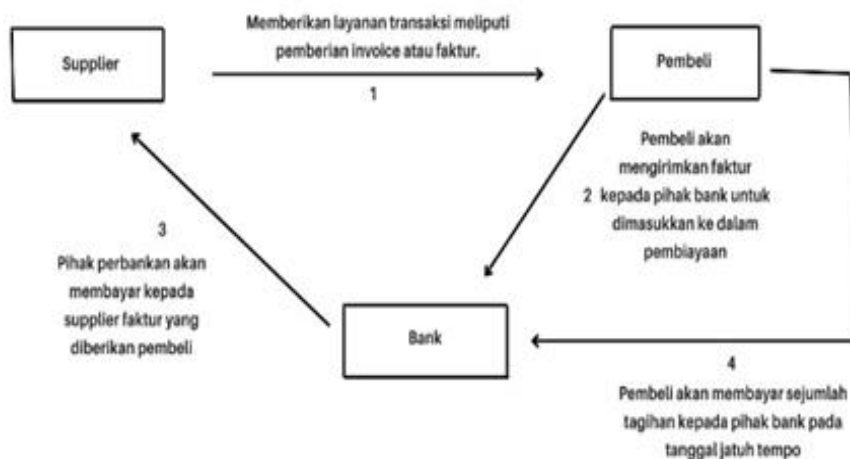 Memberikan layanan transaksi meliputi
pemberian invoice atau faktur.
Supplier
Pembeli
1
Pembeli akan
mengirimkan faktur
2 kepada pihak bank untuk
dimasukkan ke dalam
pembiayaan
3
Pihak perbankan akan
membayar kepada
supplier faktur yang
diberikan pembeli
Bank
4
Pembeli akan membayar sejumlah
tagihan kepada pihak bank pada
tanggal jatuh tempo